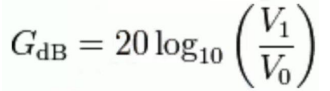 G_dB = 20 log_10 (V_1 / V_0)